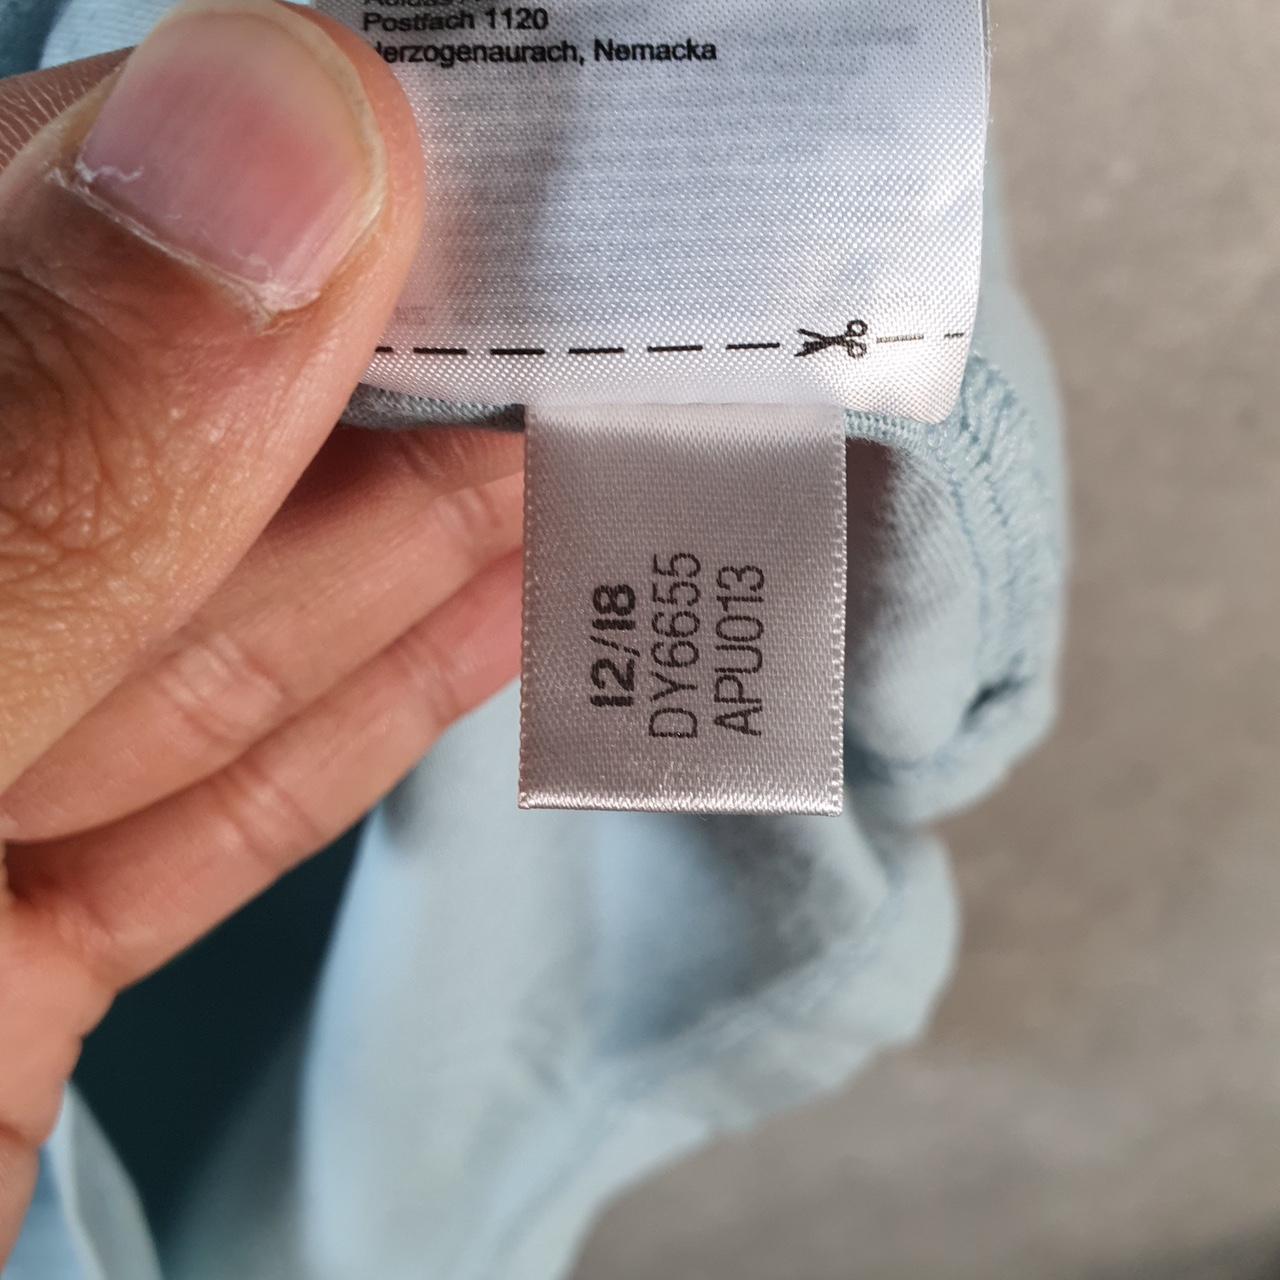 Postfach 1120
Herzogenaurach, Nemacka
12/18
DY6655
APU013